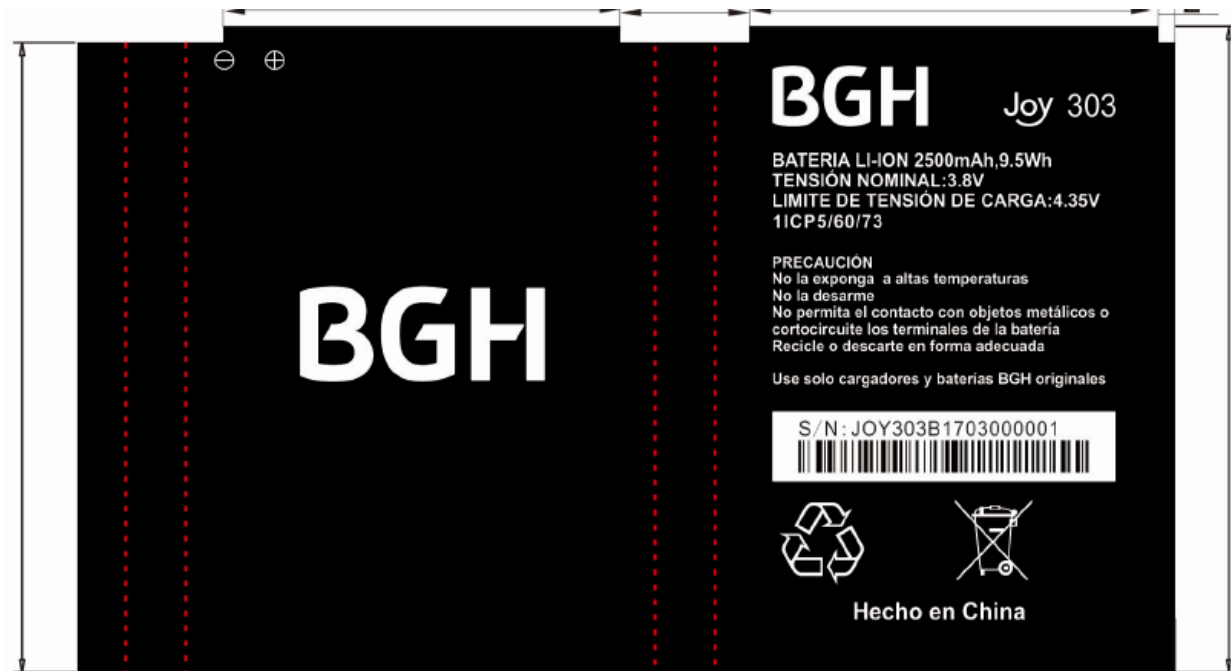 BGH
BGH Joy 303
BATERIA LI-ION 2500mAh,9.5Wh
TENSIÓN NOMINAL:3.8V
LIMITE DE TENSIÓN DE CARGA:4.35V
1ICP5/60/73
PRECAUCIÓN
No la exponga a altas temperaturas
No la desarme
No permita el contacto con objetos metálicos o
cortocircuite los terminales de la batería
Recicle o descarte en forma adecuada
Use solo cargadores y baterias BGH originales
S/N:JOY303B1703000001
Hecho en China